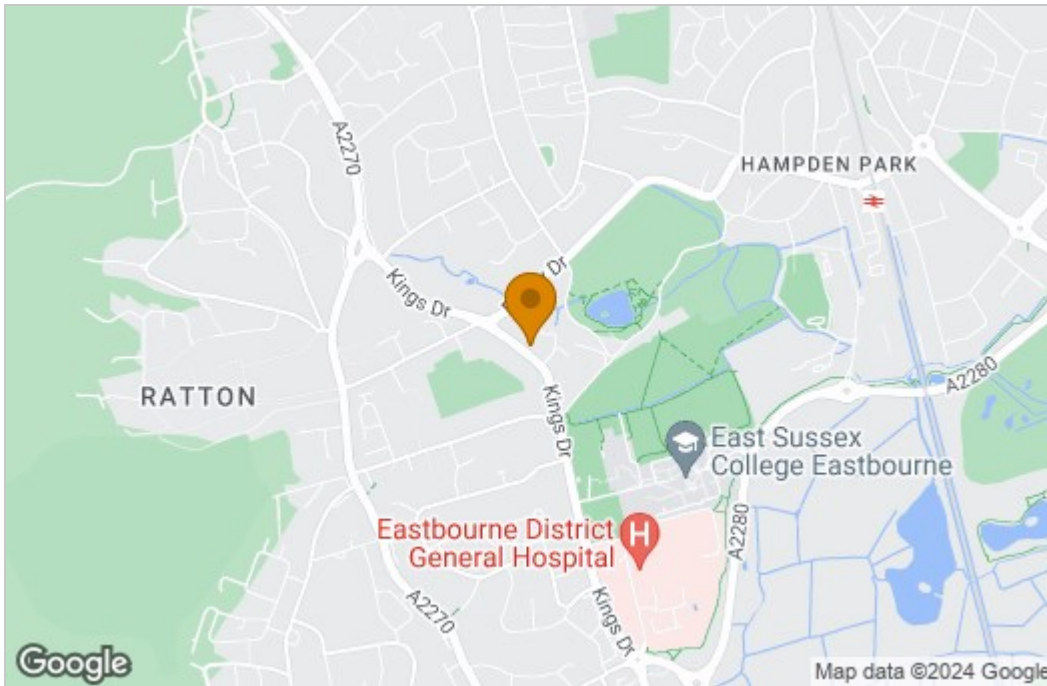 A2270
HAMPDEN PARK
Dr
Kings Dr
RATTON
A2280
Kings Dr
East Sussex
College Eastbourne
Eastbourne District
General Hospital
H
A2280
A2270
Kings Dr
Google
Map data ©2024 Google